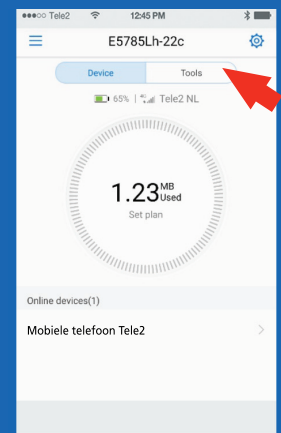 Tele2 12:45 PM
E5785Lh-22c
Device Tools
65% | Tele2 NL
1.23 MB Used
Set plan
Online devices(1)
Mobiele telefoon Tele2